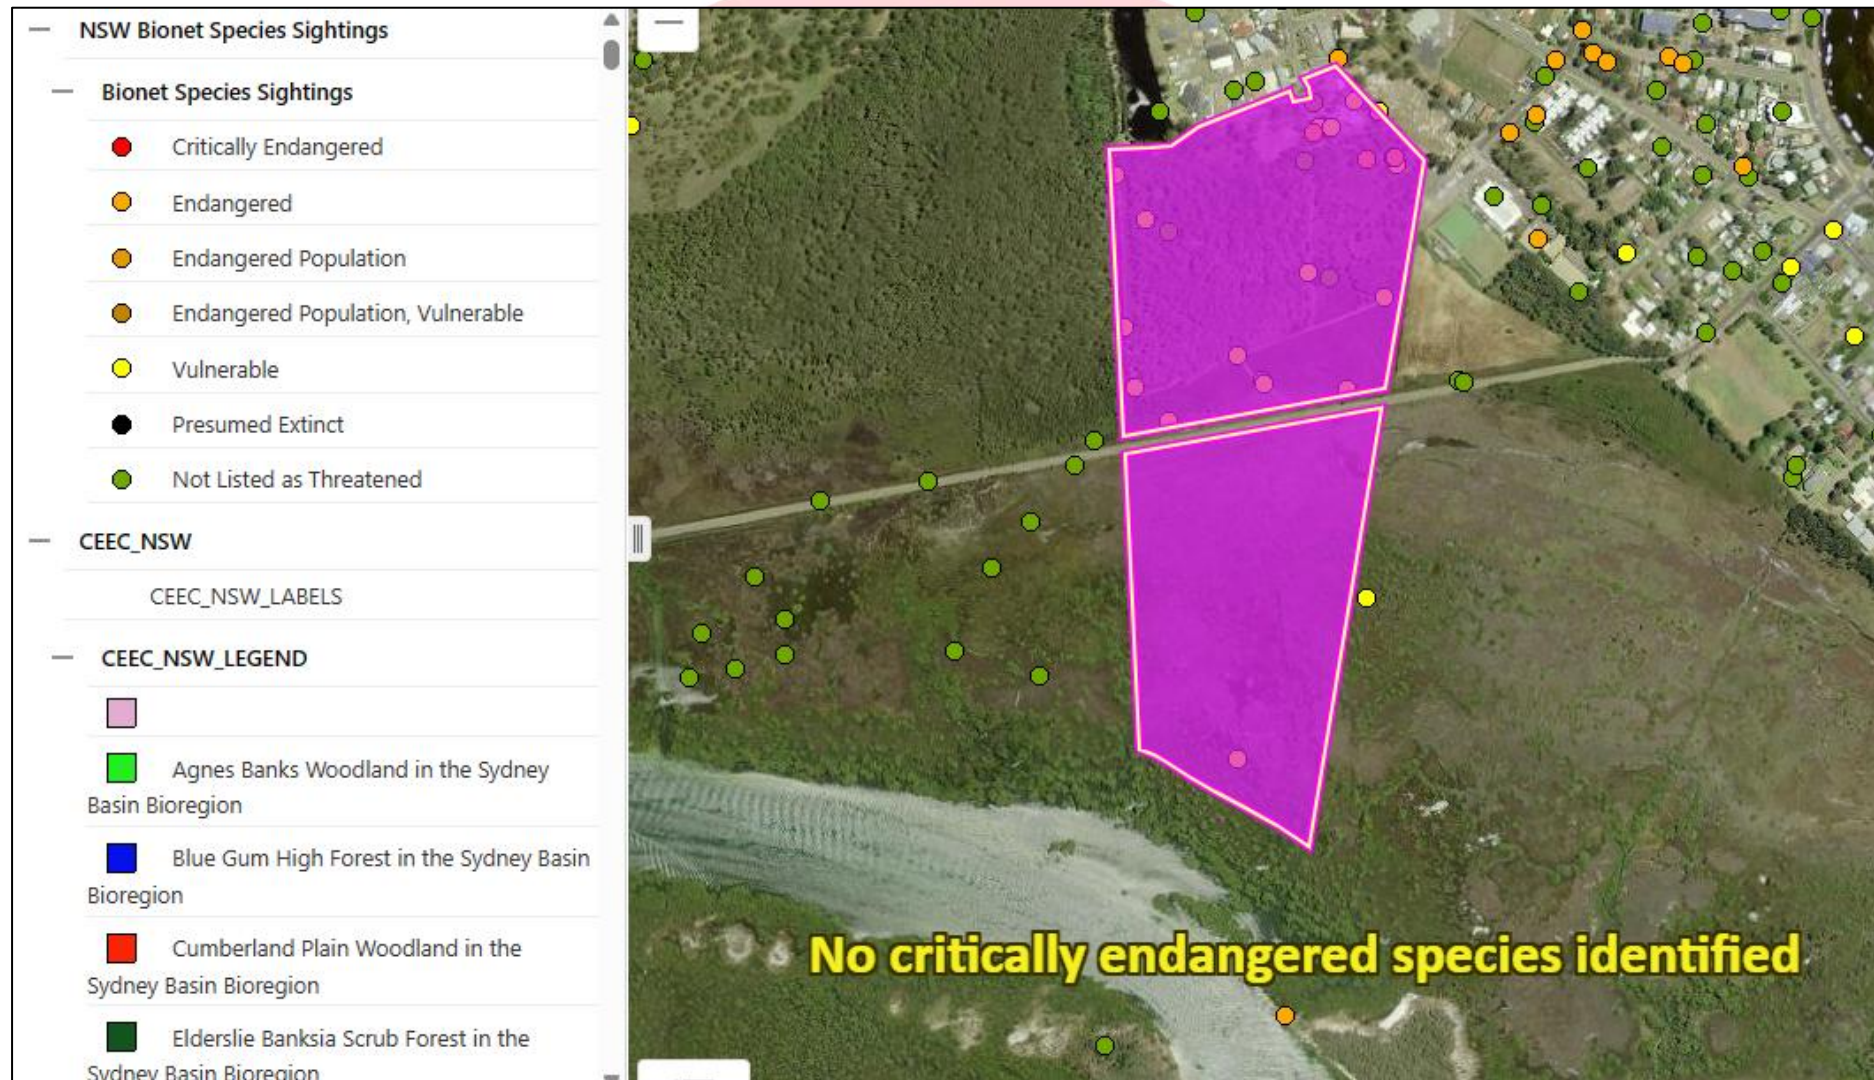 NSW Bionet Species Sightings
Bionet Species Sightings
Critically Endangered
Endangered
Endangered Population
Endangered Population, Vulnerable
Vulnerable
Presumed Extinct
Not Listed as Threatened
CEEC_NSW
CEEC_NSW_LABELS
CEEC_NSW_LEGEND
Agnes Banks Woodland in the Sydney
Basin Bioregion
Blue Gum High Forest in the Sydney Basin
Bioregion
Cumberland Plain Woodland in the
Sydney Basin Bioregion
Elderslie Banksia Scrub Forest in the
Sydney Basin Bioregion
No critically endangered species identified